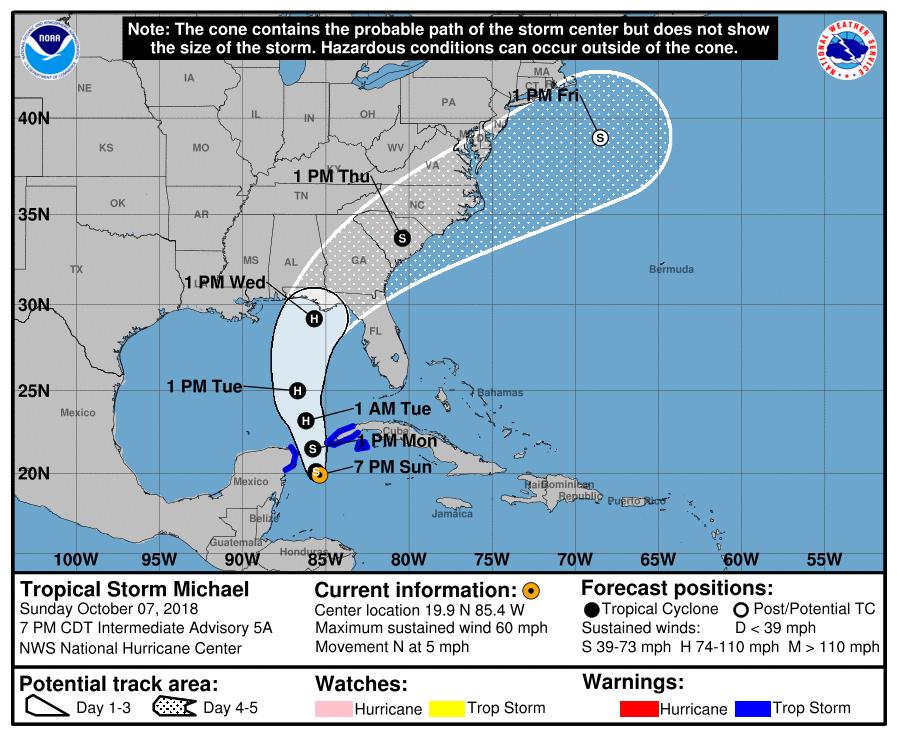 Note: The cone contains the probable path of the storm center but does not show
the size of the storm. Hazardous conditions can occur outside of the cone.
NOAA
NATIONAL WEATHER SERVICE
MA
CT
1 PM Fri
NE
IA
PA
40N
IL
IN
OH
KS
MO
WV
VA
DE
KY
1 PM Thu
TN
OK
AR
NC
35N
MS
AL
GA
TX
Bermuda
1 PM Wed
30N
FL
1 PM Tue
25N
Bahamas
1 AM Tue
Mexico
Cuba
1 PM Mon
20N
7 PM Sun
Mexico
Dominican
Republic
Puerto Rico
Jamaica
Belize
Guatemala
Honduras
100W 95W 90W 85W 80W 75W 70W 65W 60W 55W
Tropical Storm Michael
Sunday October 07, 2018
7 PM CDT Intermediate Advisory 5A
NWS National Hurricane Center
Current information:
Center location 19.9 N 85.4 W
Maximum sustained wind 60 mph
Movement N at 5 mph
Forecast positions:
Tropical Cyclone Post/Potential TC
Sustained winds: D < 39 mph
S 39-73 mph H 74-110 mph M > 110 mph
Potential track area:
Day 1-3 Day 4-5
Watches:
Hurricane Trop Storm
Warnings:
Hurricane Trop Storm